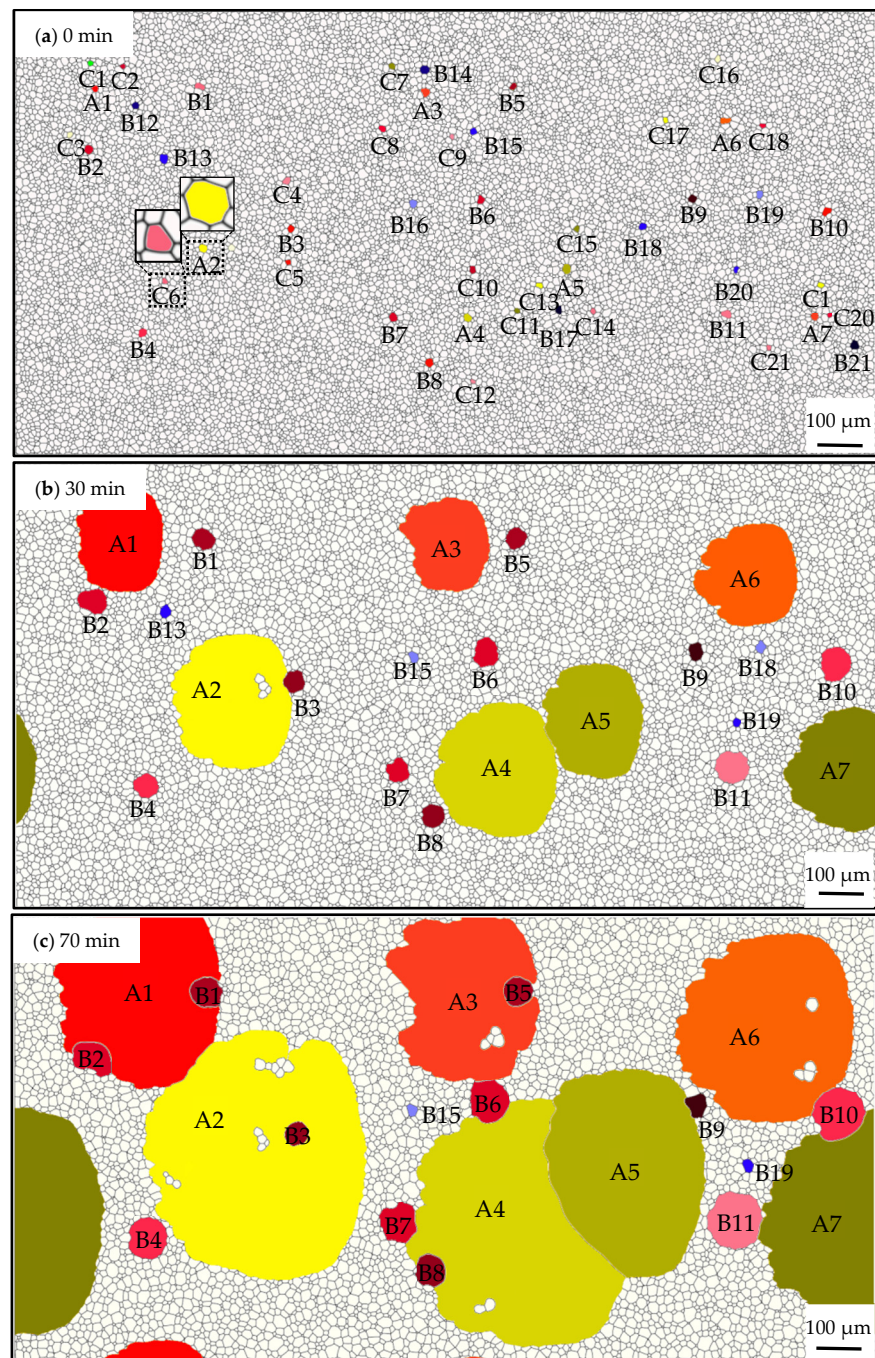 (a) 0 min
C1 C2 C7 B14 C16
A1 B1 A3 B5
B12 C17 A6 C18
C3 C8 C9 B15
B2 B13
C4 B16 B6 B9 B19 B10
B3 C15 B18
A2 C5 C10 C13 A5 B20 C1
C6 C11 B17 C14 B11 A7 C20
B4 B7 A4 C21 B21
B8 C12
100 µm
(b) 30 min
A1 B1 A3 B5 A6
B2 B13
B15 B6 B9 B18 B10
A2 B3 A5 B19
B4 B7 A4 B11 A7
B8
100 µm
(c) 70 min
A1 B1 A3 B5 A6
B2
A2 B3 B15 B6 B9 B10
A4 A5 B19
B4 B7 B11 A7
B8
100 µm